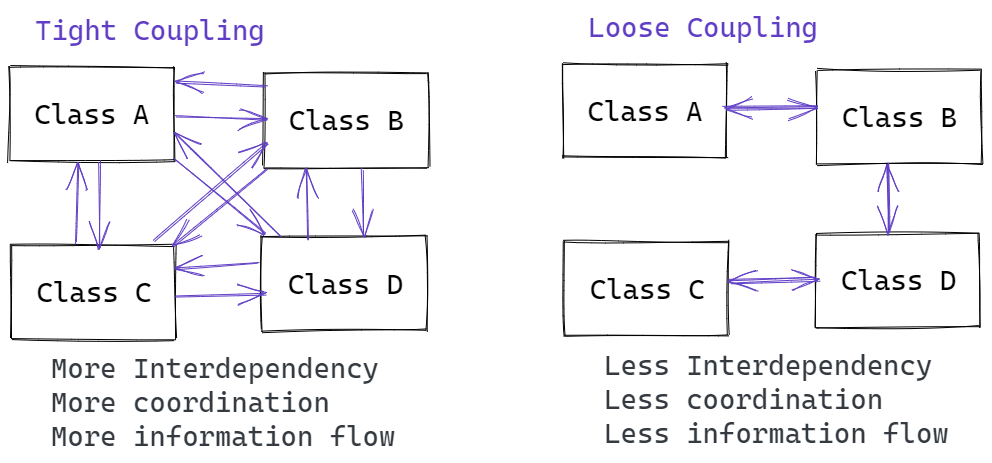 Tight Coupling
Class A
Class B
Class C
Class D
More Interdependency
More coordination
More information flow
Loose Coupling
Class A
Class B
Class C
Class D
Less Interdependency
Less coordination
Less information flow